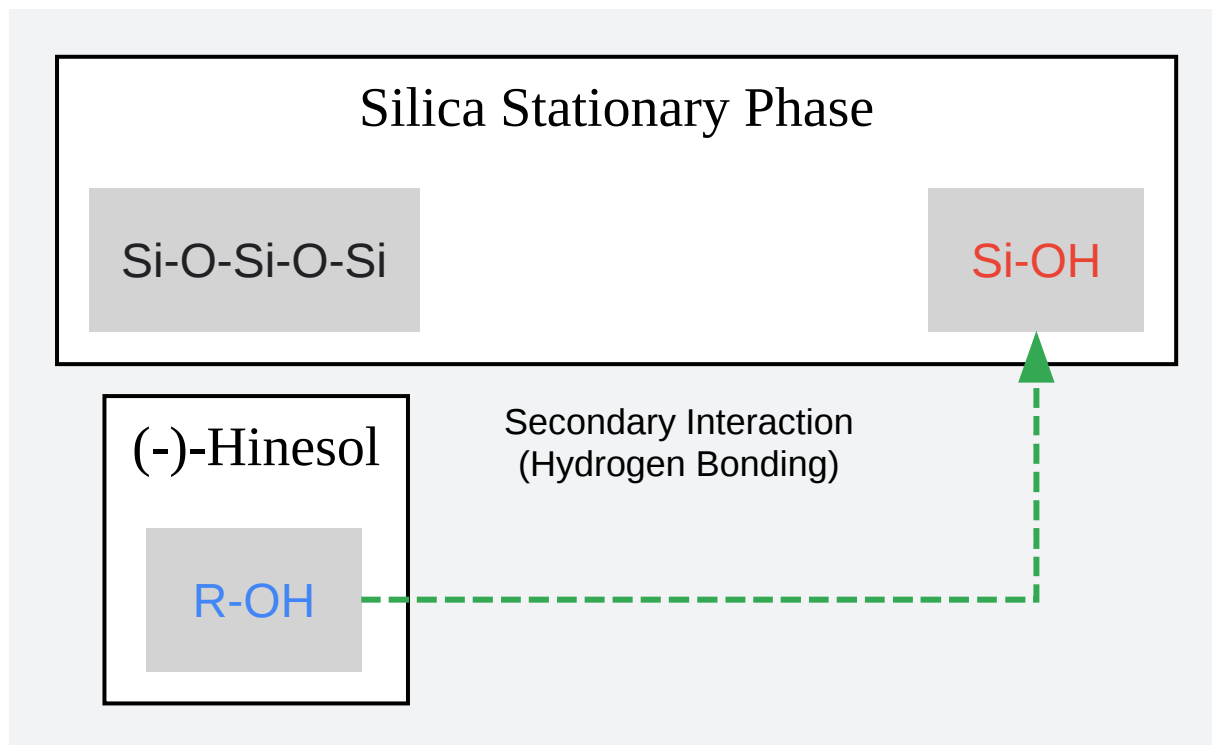 Silica Stationary Phase
Si-O-Si-O-Si
Si-OH
(-)-Hinesol
Secondary Interaction
(Hydrogen Bonding)
R-OH